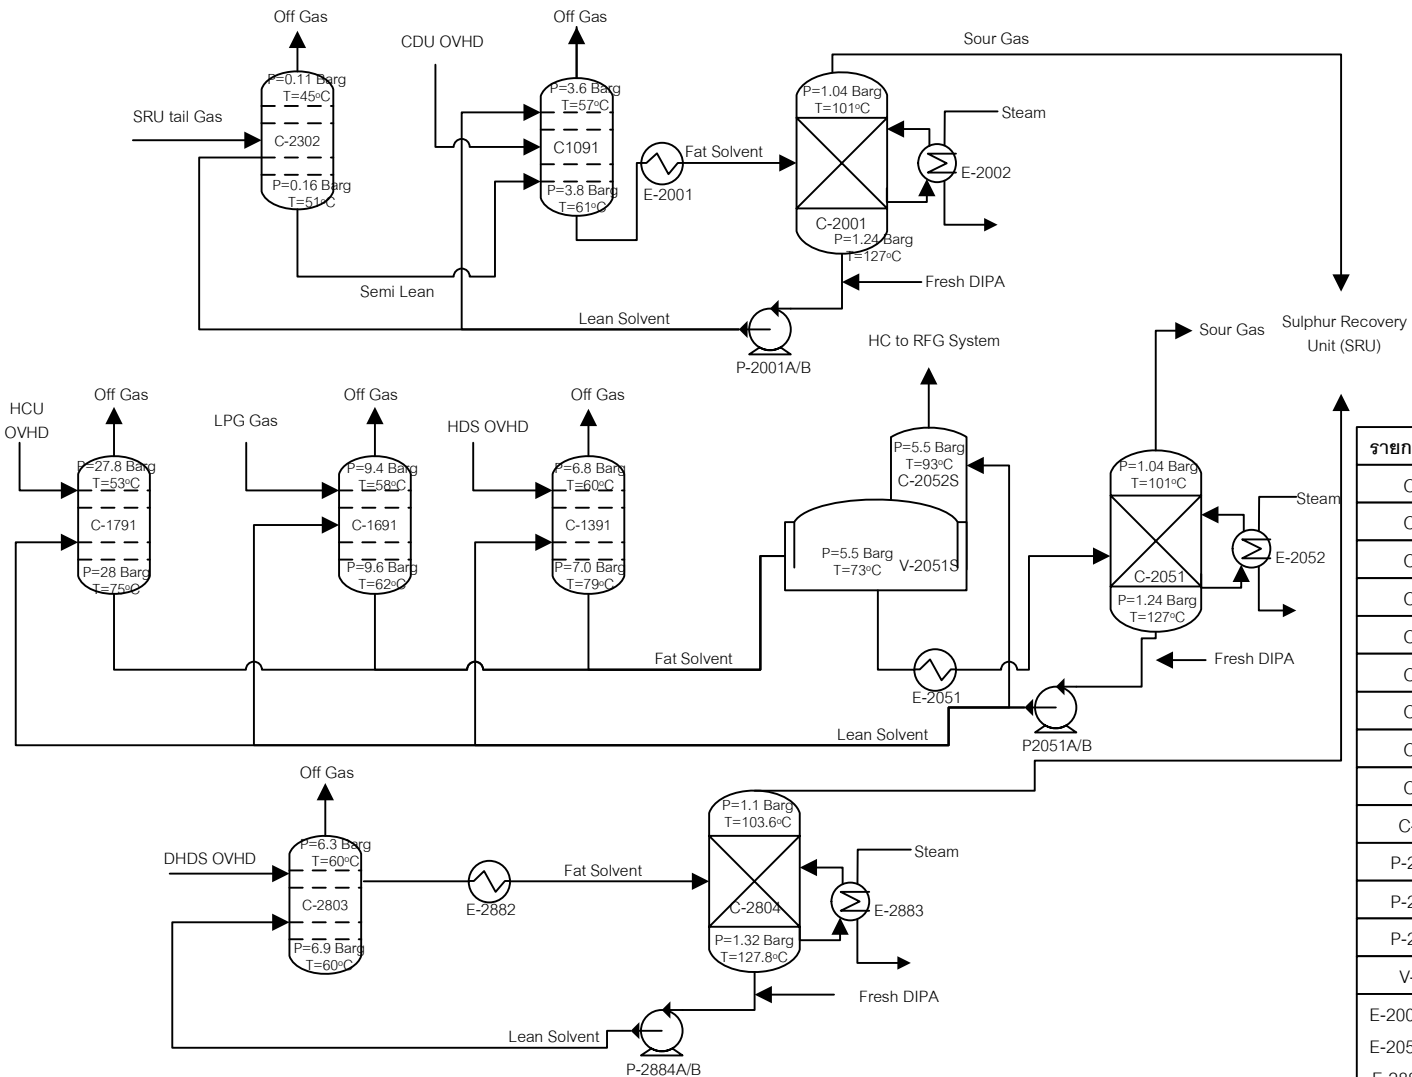 Off Gas
CDU OVHD
Off Gas
Sour Gas
P=0.11 Barg
T=45°C
SRU tail Gas
C-2302
P=0.16 Barg
T=51°C
P=3.6 Barg
T=57°C
C1091
P=3.8 Barg
T=61°C
Fat Solvent
E-2001
P=1.04 Barg
T=101°C
Steam
E-2002
C-2001
P=1.24 Barg
T=127°C
Fresh DIPA
Semi Lean
Lean Solvent
P-2001A/B
HC to RFG System
Sour Gas
Sulphur Recovery
Unit (SRU)
HCU
OVHD
Off Gas
LPG Gas
Off Gas
HDS OVHD
Off Gas
P=27.8 Barg
T=53°C
C-1791
P=28 Barg
T=75°C
P=9.4 Barg
T=58°C
C-1691
P=9.6 Barg
T=62°C
P=6.8 Barg
T=60°C
C-1391
P=7.0 Barg
T=79°C
P=5.5 Barg
T=93°C
C-2052S
P=5.5 Barg
T=73°C
V-2051S
P=1.04 Barg
T=101°C
Steam
E-2052
C-2051
P=1.24 Barg
T=127°C
Fresh DIPA
Fat Solvent
E-2051
Lean Solvent
P2051A/B
Off Gas
DHDS OVHD
P=6.3 Barg
T=60°C
C-2803
P=6.9 Barg
T=60°C
E-2882
Fat Solvent
P=1.1 Barg
T=103.6°C
Steam
C-2804
E-2883
P=1.32 Barg
T=127.8°C
Fresh DIPA
Lean Solvent
P-2884A/B